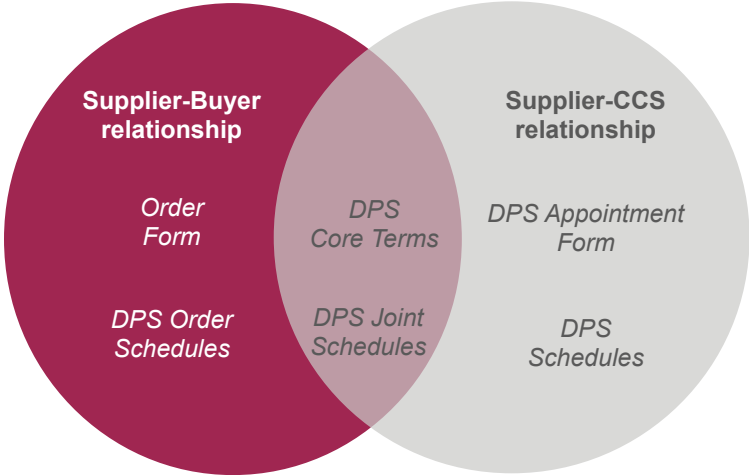 Supplier-Buyer
relationship
Order
Form
DPS Order
Schedules
DPS
Core Terms
DPS Joint
Schedules
Supplier-CCS
relationship
DPS Appointment
Form
DPS
Schedules